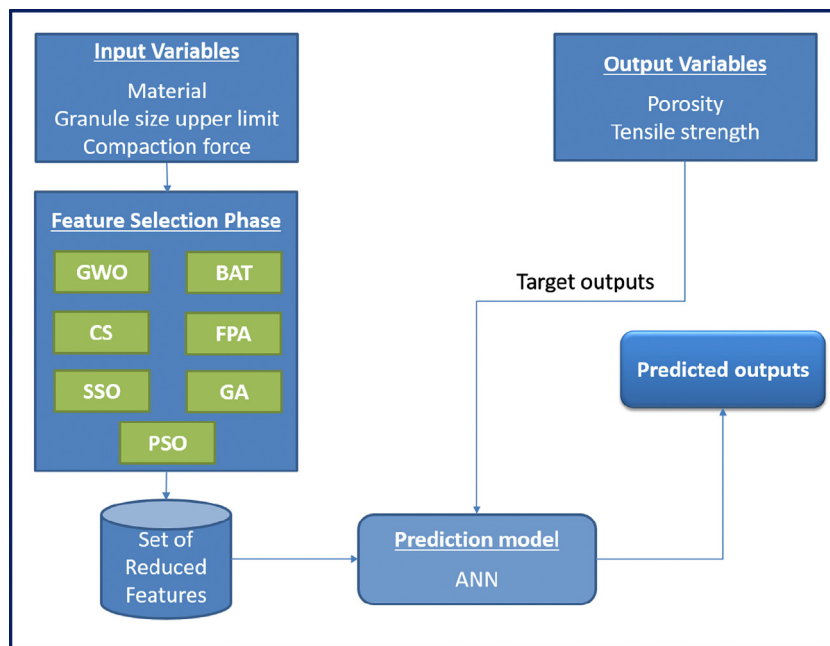 Input Variables
Material
Granule size upper limit
Compaction force
Output Variables
Porosity
Tensile strength
Feature Selection Phase
GWO
BAT
CS
FPA
SSO
GA
PSO
Target outputs
Predicted outputs
Set of
Reduced
Features
Prediction model
ANN